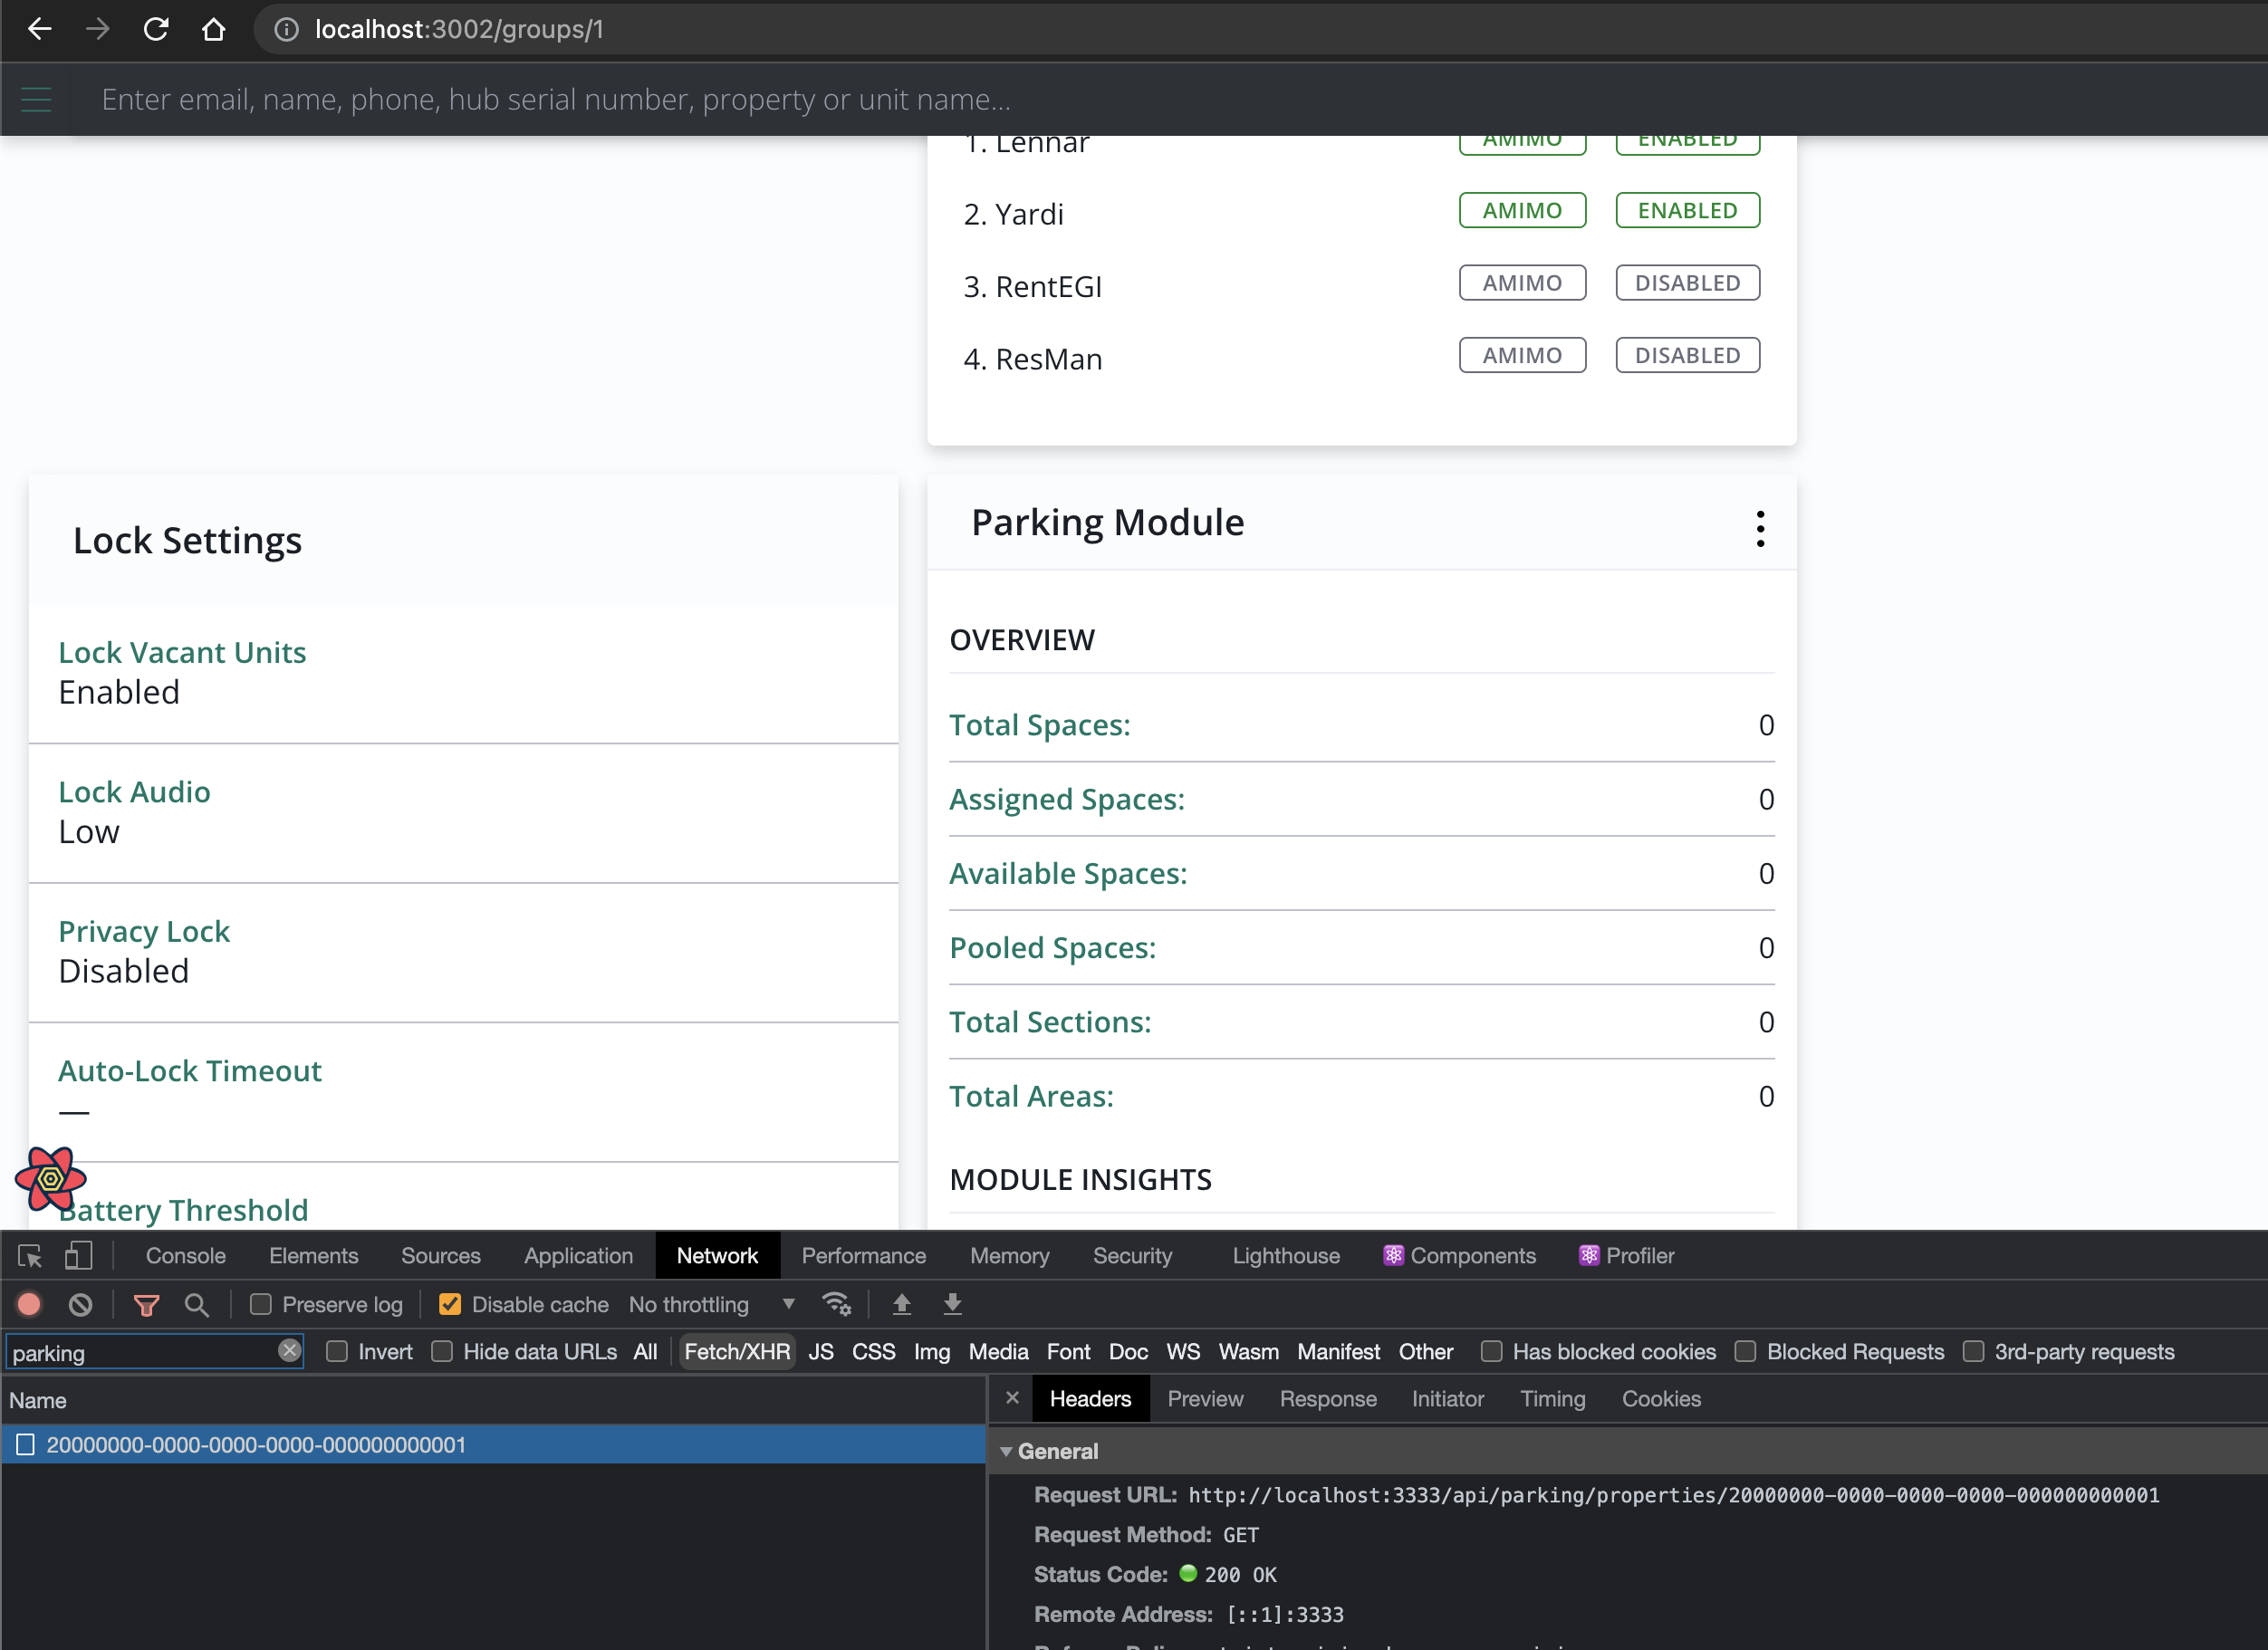 localhost:3002/groups/1
Enter email, name, phone, hub serial number, property or unit name...
1. Lennar AMIMO ENABLED
2. Yardi AMIMO ENABLED
3. RentEGI AMIMO DISABLED
4. ResMan AMIMO DISABLED
Lock Settings
Lock Vacant Units
Enabled
Lock Audio
Low
Privacy Lock
Disabled
Auto-Lock Timeout
—
Battery Threshold
Parking Module
OVERVIEW
Total Spaces: 0
Assigned Spaces: 0
Available Spaces: 0
Pooled Spaces: 0
Total Sections: 0
Total Areas: 0
MODULE INSIGHTS
Console Elements Sources Application Network Performance Memory Security Lighthouse Components Profiler
Preserve log Disable cache No throttling
parking Invert Hide data URLs All Fetch/XHR JS CSS Img Media Font Doc WS Wasm Manifest Other Has blocked cookies Blocked Requests 3rd-party requests
Name
20000000-0000-0000-0000-000000000001
Headers Preview Response Initiator Timing Cookies
General
Request URL: http://localhost:3333/api/parking/properties/20000000-0000-0000-0000-000000000001
Request Method: GET
Status Code: 200 OK
Remote Address: [::1]:3333